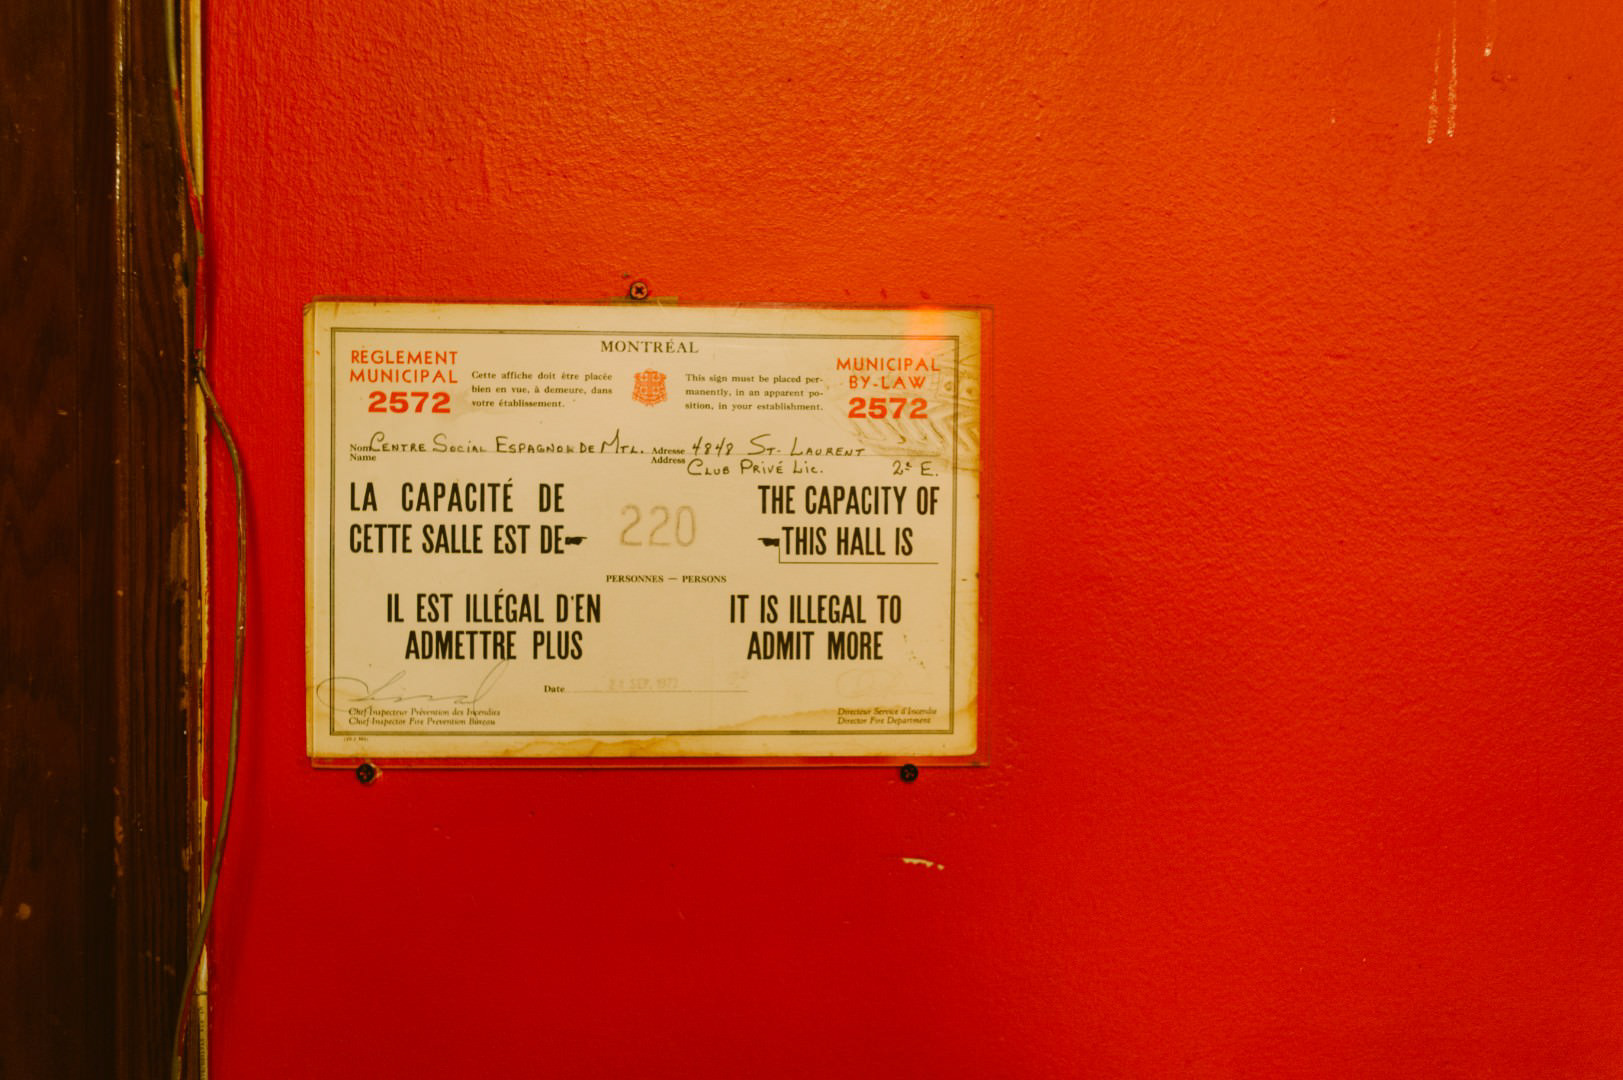 MONTRÉAL
RÈGLEMENT
MUNICIPAL
2572
Cette affiche doit être placée
bien en vue, à demeure, dans
votre établissement.
This sign must be placed per-
manently, in an apparent po-
sition, in your establishment.
MUNICIPAL
BY-LAW
2572
Nom CENTRE SOCIAL ESPAGNOL DE MTL.
Name
Adresse 4848 ST-LAURENT
Address CLUB PRIVÉ LIC. 2e E.
LA CAPACITÉ DE
CETTE SALLE EST DE
220
THE CAPACITY OF
THIS HALL IS
PERSONNES — PERSONS
IL EST ILLÉGAL D'EN
ADMETTRE PLUS
IT IS ILLEGAL TO
ADMIT MORE
Date SEP. 1977
Chef-Inspecteur Prévention des Incendies
Chief-Inspector Fire Prevention Bureau
Directeur Service d'Incendie
Director Fire Department